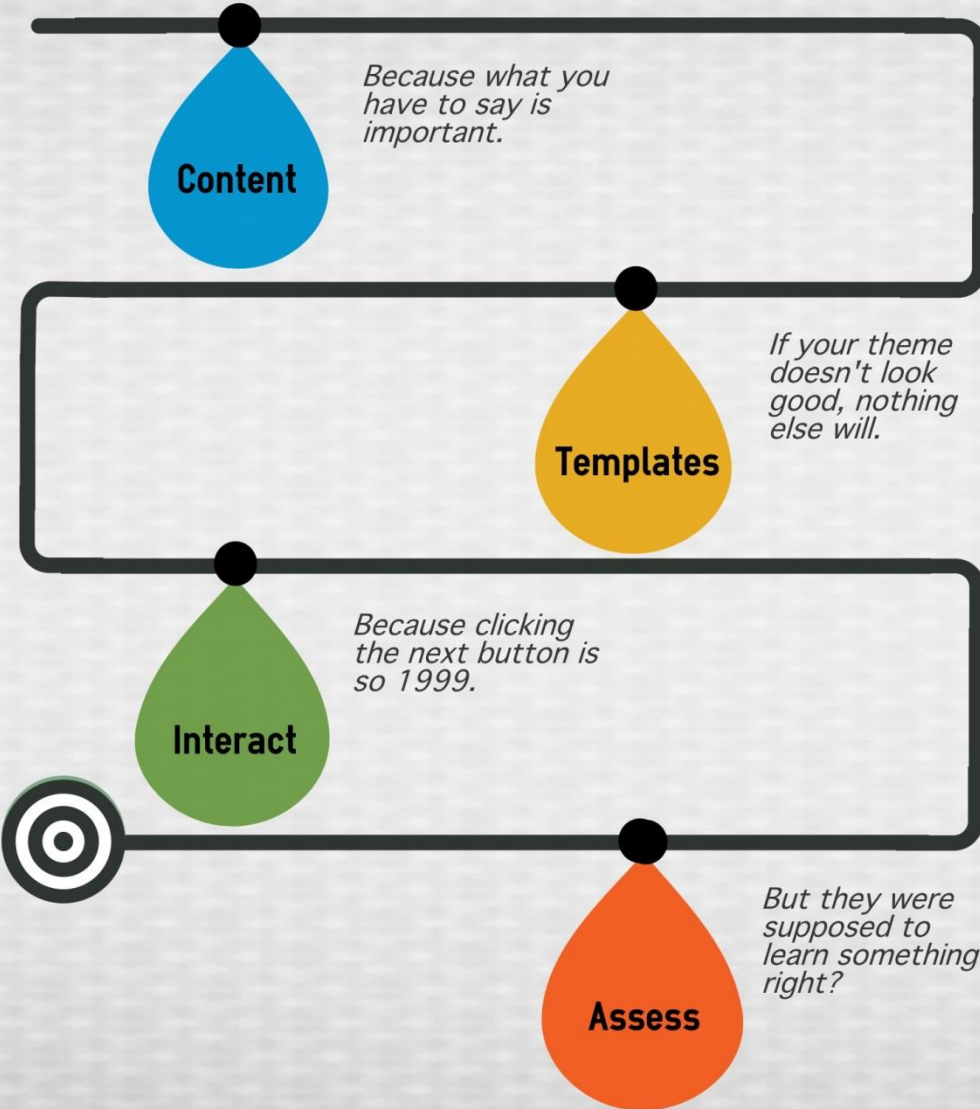 Because what you
have to say is
important.
Content
If your theme
doesn't look
good, nothing
else will.
Templates
Because clicking
the next button is
so 1999.
Interact
But they were
supposed to
learn something
right?
Assess